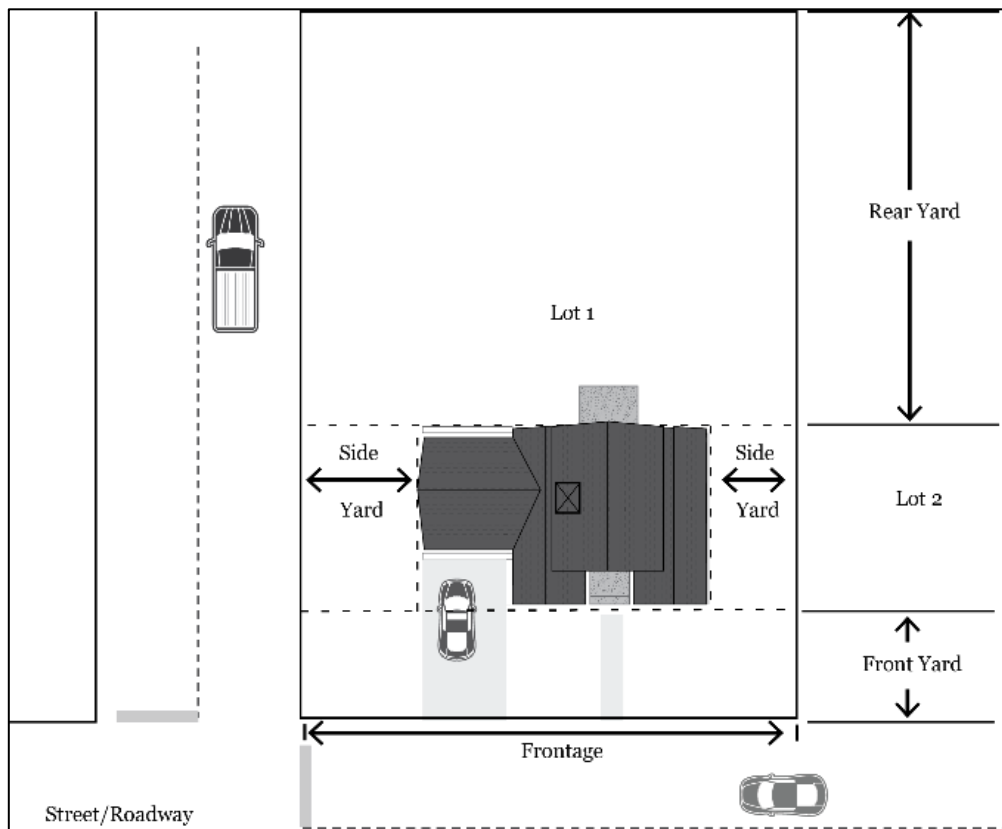 Rear Yard
Lot 1
Side
Yard
Side
Yard
Lot 2
Front Yard
Frontage
Street/Roadway